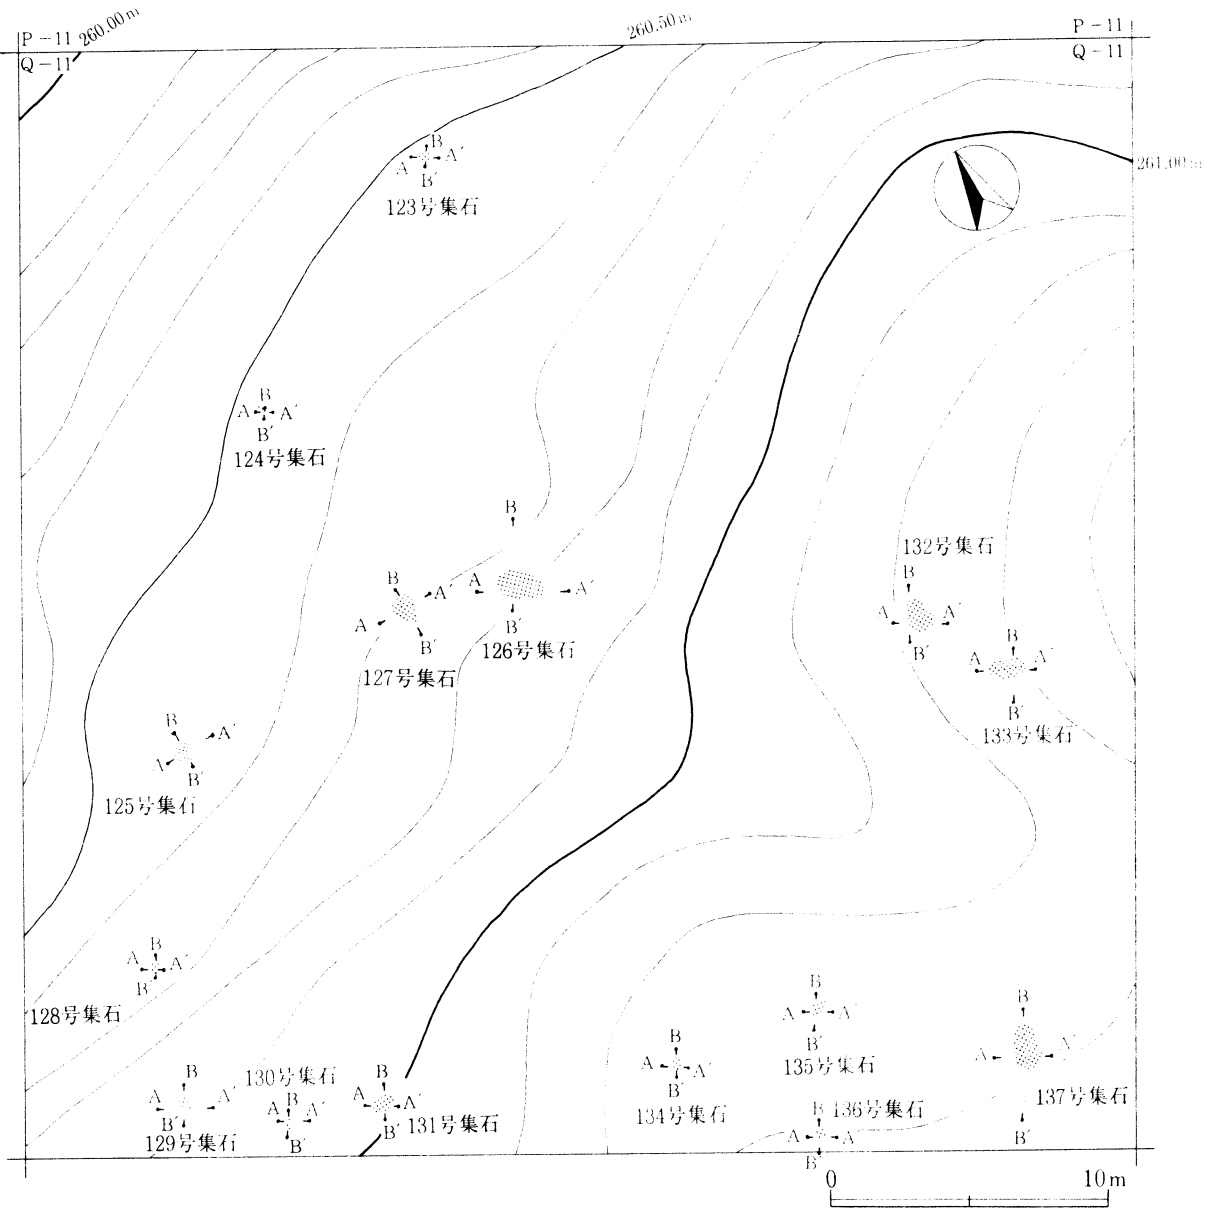 P-11
260.00m
260.50m
P-11
Q-11
Q-11
261.00m
B
A A′
B′
123号集石
B
A A′
B′
124号集石
B
A A′
B′
126号集石
B
A′
A
B′
127号集石
132号集石
B
A A′
B′
B
A A′
B′
133号集石
B
A′
A
B′
125号集石
B
A A′
B′
128号集石
B
A A′
B′
129号集石
130号集石
B
A A′
B′
B
A A′
B′
131号集石
B
A A′
B′
134号集石
B
A A′
B′
135号集石
B
136号集石
A A
B′
B
A A′
137号集石
B′
0 10m